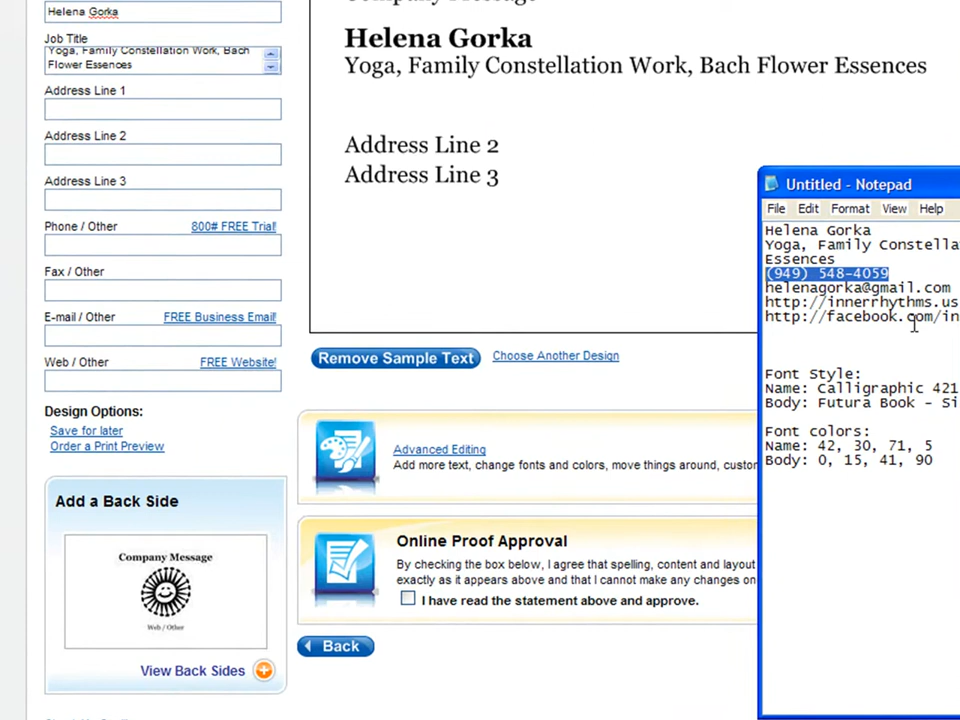 Helena Gorka
Job Title
Yoga, Family Constellation Work, Bach
Flower Essences
Address Line 1
Address Line 2
Address Line 3
Phone / Other 800# FREE Trial!
Fax / Other
E-mail / Other FREE Business Email!
Web / Other FREE Website!
Design Options:
Save for later
Order a Print Preview
Add a Back Side
Company Message
Web / Other
View Back Sides
Company Message
Helena Gorka
Yoga, Family Constellation Work, Bach Flower Essences
Address Line 2
Address Line 3
Remove Sample Text Choose Another Design
Advanced Editing
Add more text, change fonts and colors, move things around, custom
Online Proof Approval
By checking the box below, I agree that spelling, content and layout
exactly as it appears above and that I cannot make any changes on
I have read the statement above and approve.
Back
Untitled - Notepad
File Edit Format View Help
Helena Gorka
Yoga, Family Constella
Essences
(949) 548-4059
helenagorka@gmail.com
http://innerrhythms.us
http://facebook.com/in
Font Style:
Name: Calligraphic 421
Body: Futura Book - Si
Font colors:
Name: 42, 30, 71, 5
Body: 0, 15, 41, 90